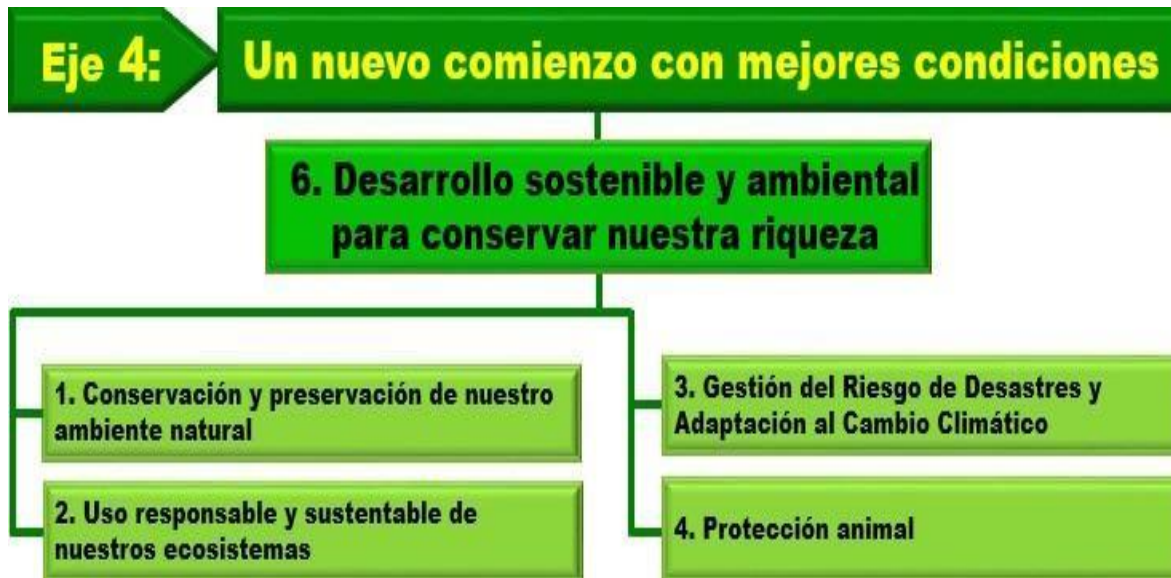 Eje 4:
Un nuevo comienzo con mejores condiciones
6. Desarrollo sostenible y ambiental
para conservar nuestra riqueza
1. Conservación y preservación de nuestro
ambiente natural
2. Uso responsable y sustentable de
nuestros ecosistemas
3. Gestión del Riesgo de Desastres y
Adaptación al Cambio Climático
4. Protección animal